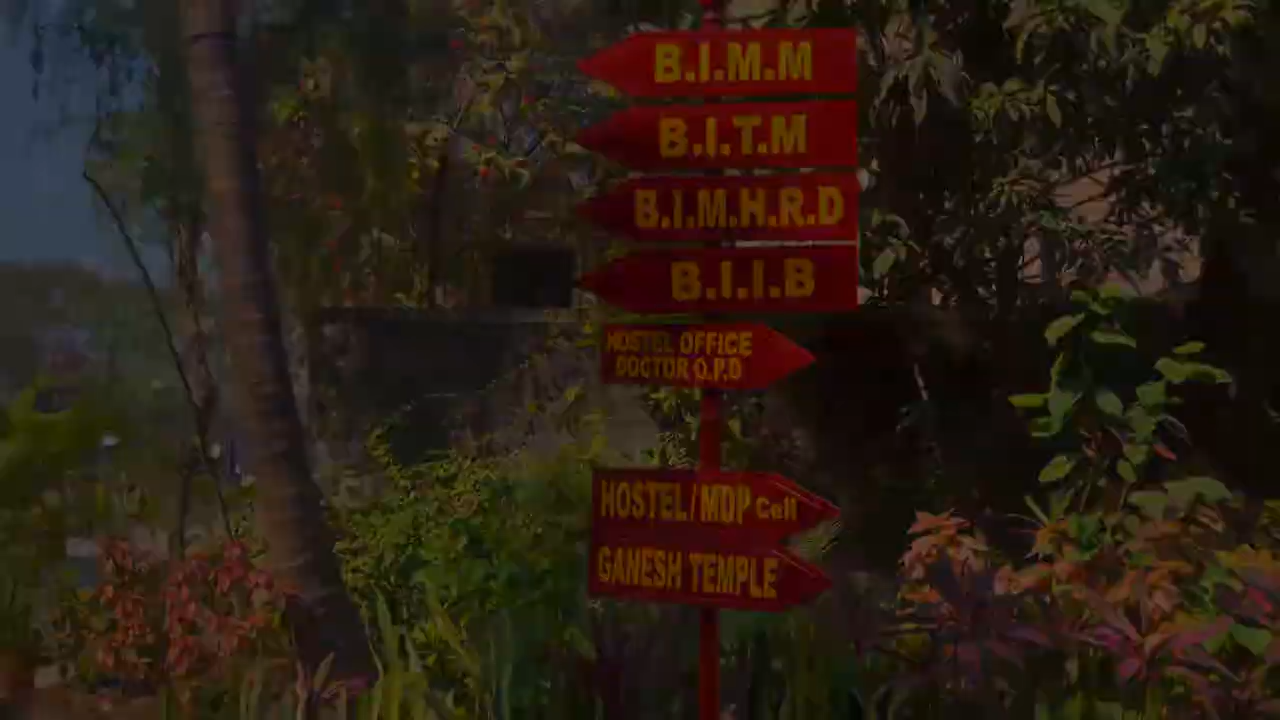 B.I.M.M
B.I.T.M
B.I.M.H.R.D
B.I.I.B
HOSTEL OFFICE
DOCTOR O.P.D
HOSTEL/MDP Cell
GANESH TEMPLE